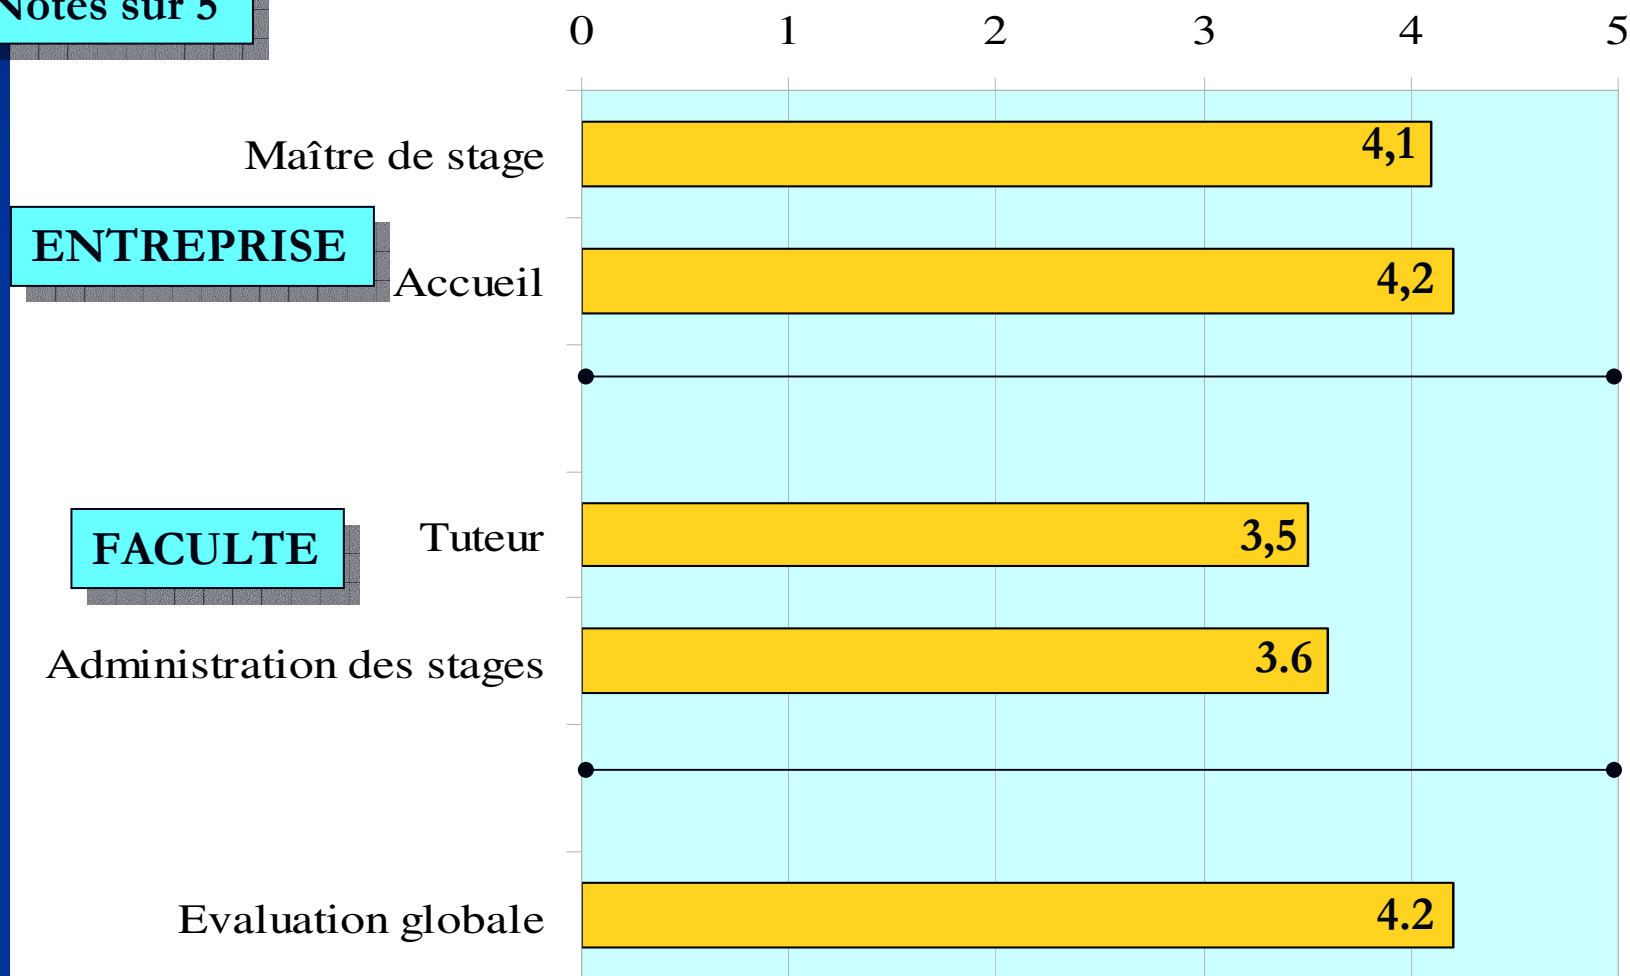 Notes sur 5
0 1 2 3 4 5
Maître de stage 4,1
ENTREPRISE
Accueil 4,2
FACULTE
Tuteur 3,5
Administration des stages 3.6
Evaluation globale 4.2